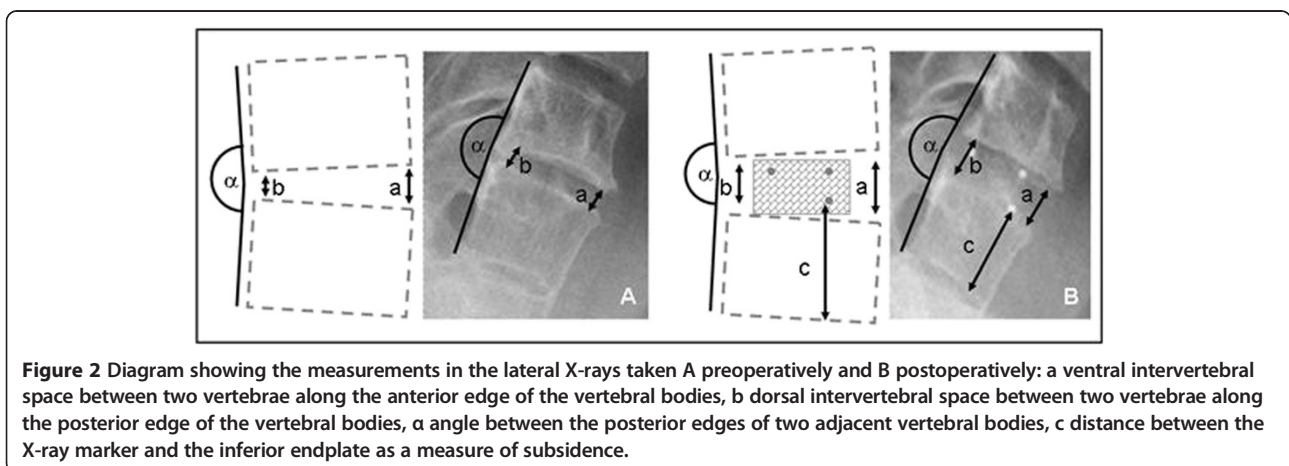 α
b
a
α
b
a
A
α
b
a
c
α
b
a
c
B
Figure 2 Diagram showing the measurements in the lateral X-rays taken A preoperatively and B postoperatively: a ventral intervertebral
space between two vertebrae along the anterior edge of the vertebral bodies, b dorsal intervertebral space between two vertebrae along
the posterior edge of the vertebral bodies, α angle between the posterior edges of two adjacent vertebral bodies, c distance between the
X-ray marker and the inferior endplate as a measure of subsidence.